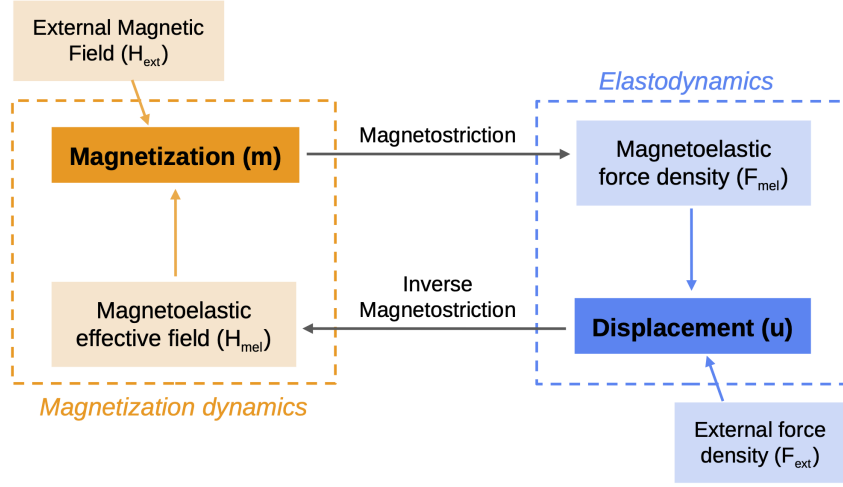 External Magnetic
Field (Hext)
Elastodynamics
Magnetization (m)
Magnetostriction
Magnetoelastic
force density (Fmel)
Inverse
Magnetostriction
Magnetoelastic
effective field (Hmel)
Displacement (u)
Magnetization dynamics
External force
density (Fext)